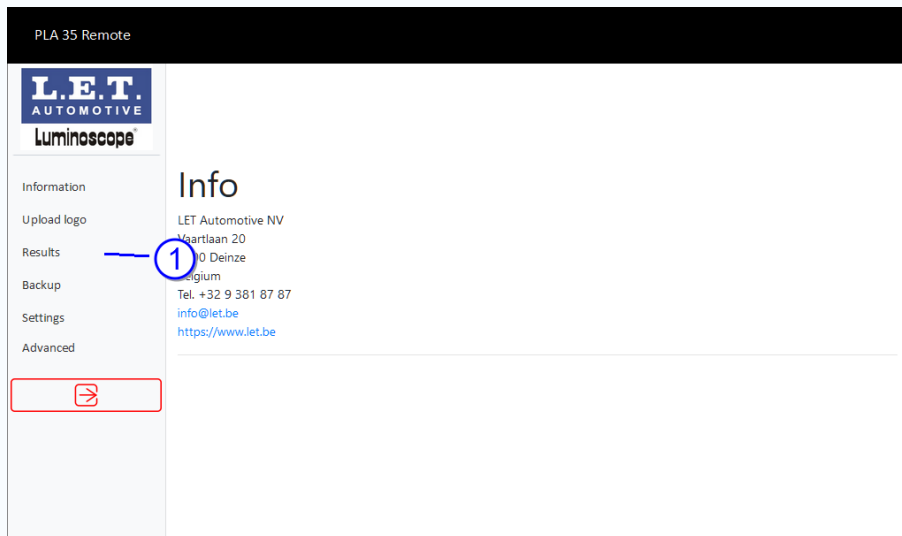 PLA 35 Remote
L.E.T.
AUTOMOTIVE
Luminoscope®
Information
Upload logo
Results
Backup
Settings
Advanced
1
Info
LET Automotive NV
Vaartlaan 20
Deinze
Belgium
Tel. +32 9 381 87 87
info@let.be
https://www.let.be